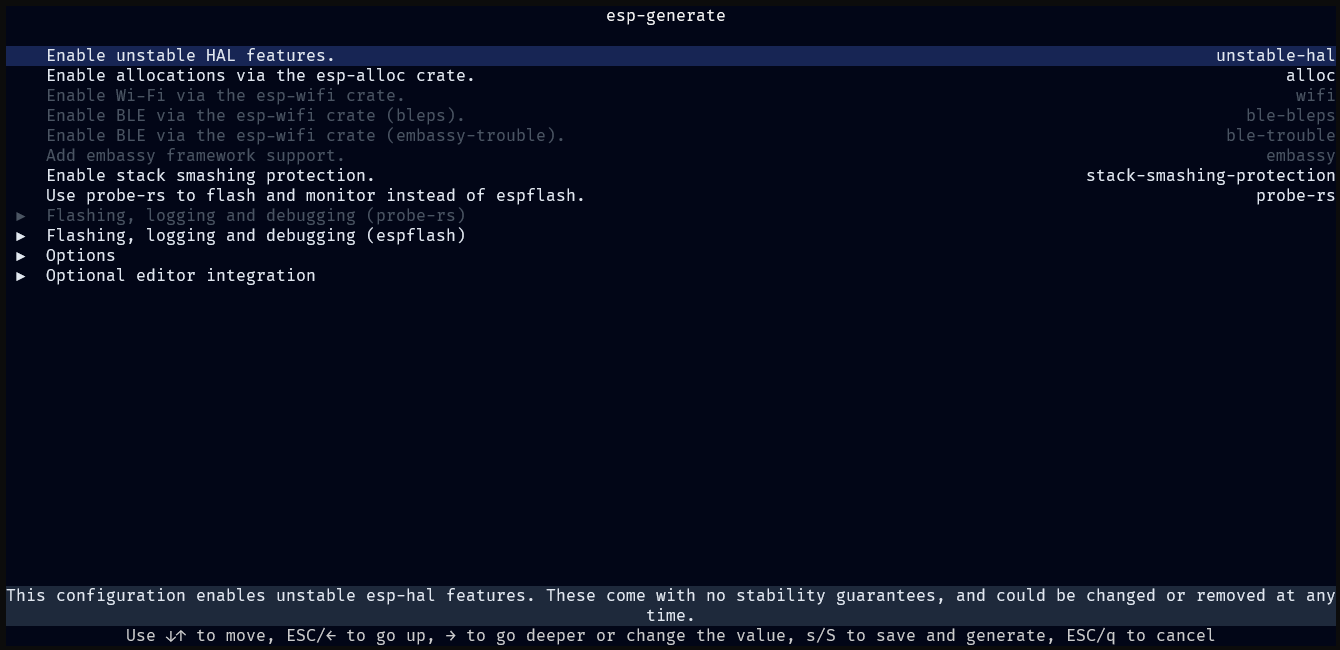 esp-generate
Enable unstable HAL features. unstable-hal
Enable allocations via the esp-alloc crate. alloc
Enable Wi-Fi via the esp-wifi crate. wifi
Enable BLE via the esp-wifi crate (bleps). ble-bleps
Enable BLE via the esp-wifi crate (embassy-trouble). ble-trouble
Add embassy framework support. embassy
Enable stack smashing protection. stack-smashing-protection
Use probe-rs to flash and monitor instead of espflash. probe-rs
▶ Flashing, logging and debugging (probe-rs)
▶ Flashing, logging and debugging (espflash)
▶ Options
▶ Optional editor integration
This configuration enables unstable esp-hal features. These come with no stability guarantees, and could be changed or removed at any
time.
Use ↓↑ to move, ESC/← to go up, → to go deeper or change the value, s/S to save and generate, ESC/q to cancel